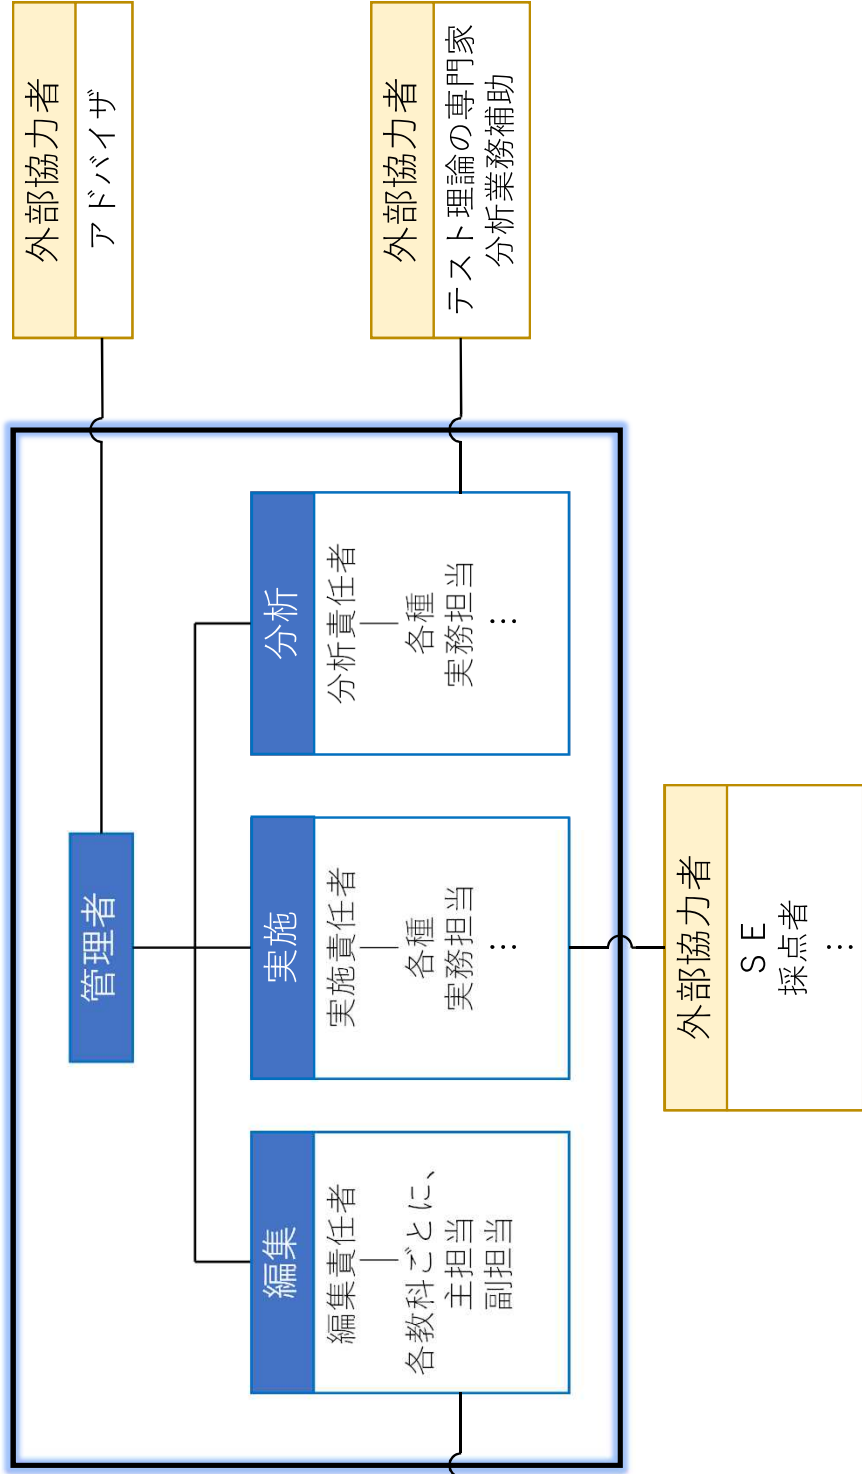 管理者
外部協力者
アドバイザ
編集
編集責任者
各教科ごとに、
主担当
副担当
実施
実施責任者
各種
実務担当
⋮
分析
分析責任者
各種
実務担当
⋮
外部協力者
テスト理論の専門家
分析業務補助
外部協力者
ＳＥ
採点者
⋮